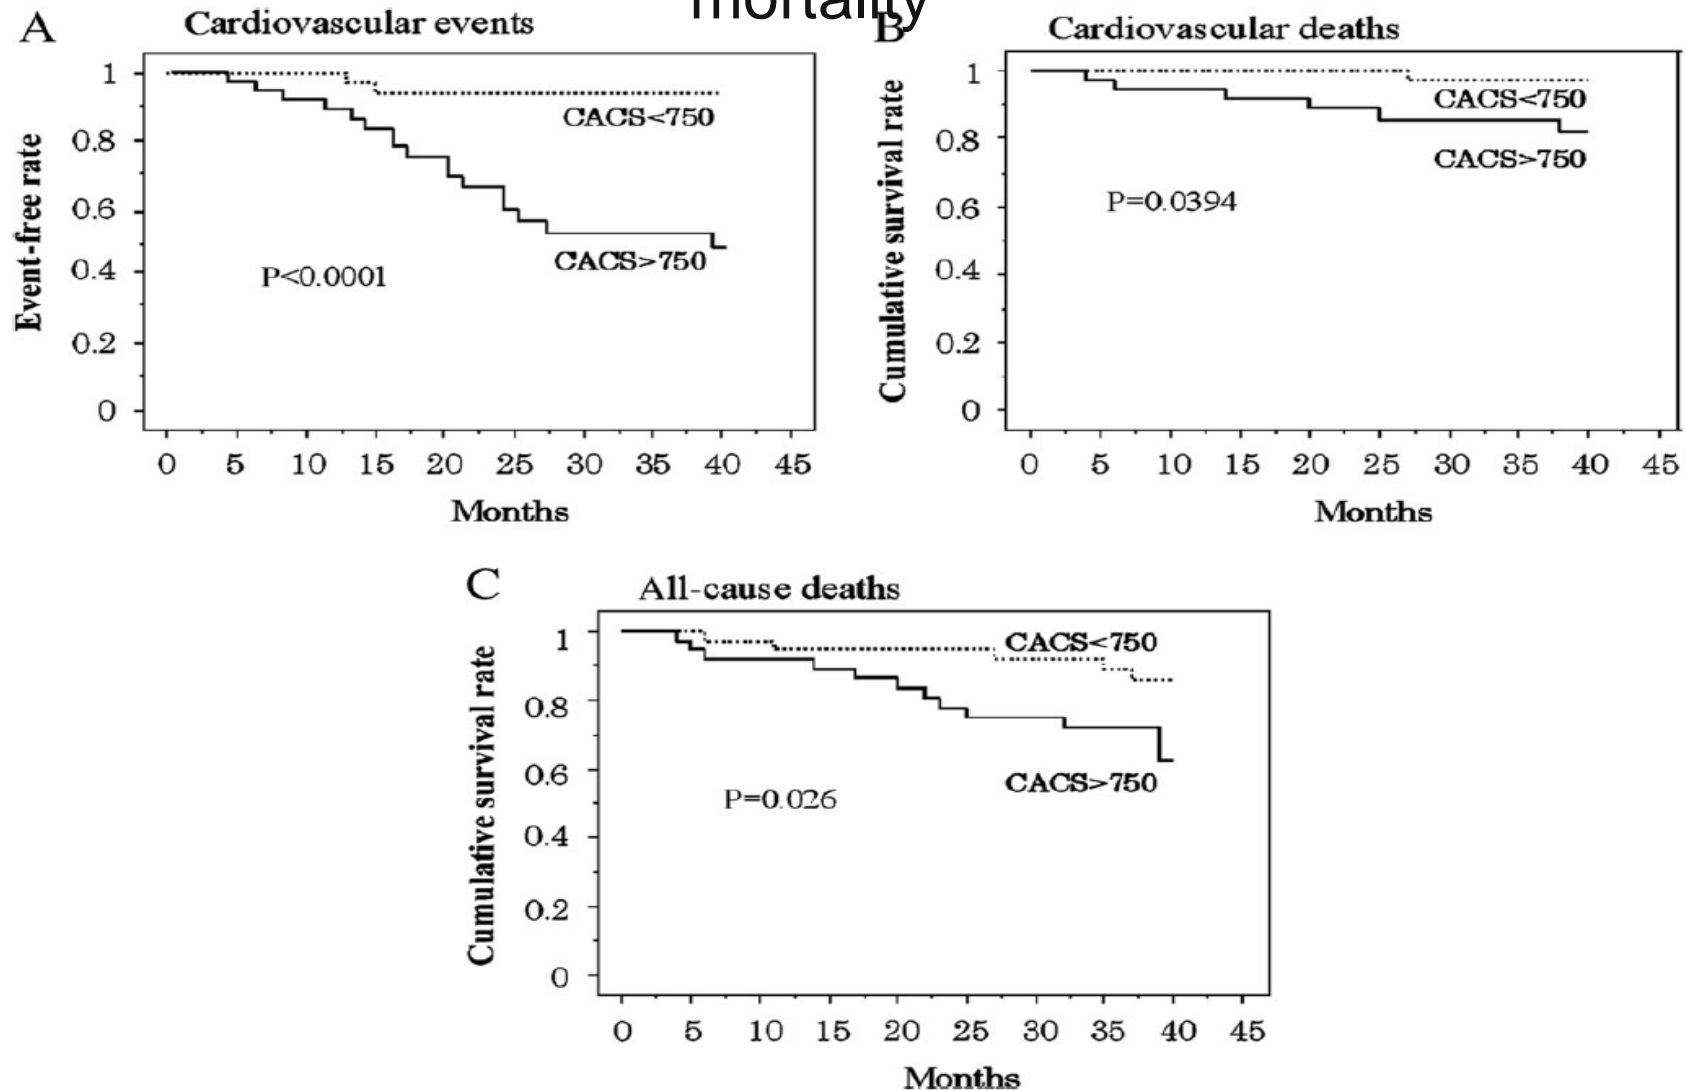 mortality
A
Cardiovascular events
Event-free rate
1
0.8
0.6
0.4
0.2
0
CACS<750
CACS>750
P<0.0001
0 5 10 15 20 25 30 35 40 45
Months
B
Cardiovascular deaths
Cumulative survival rate
1
0.8
0.6
0.4
0.2
0
CACS<750
CACS>750
P=0.0394
0 5 10 15 20 25 30 35 40 45
Months
C
All-cause deaths
Cumulative survival rate
1
0.8
0.6
0.4
0.2
0
CACS<750
CACS>750
P=0.026
0 5 10 15 20 25 30 35 40 45
Months